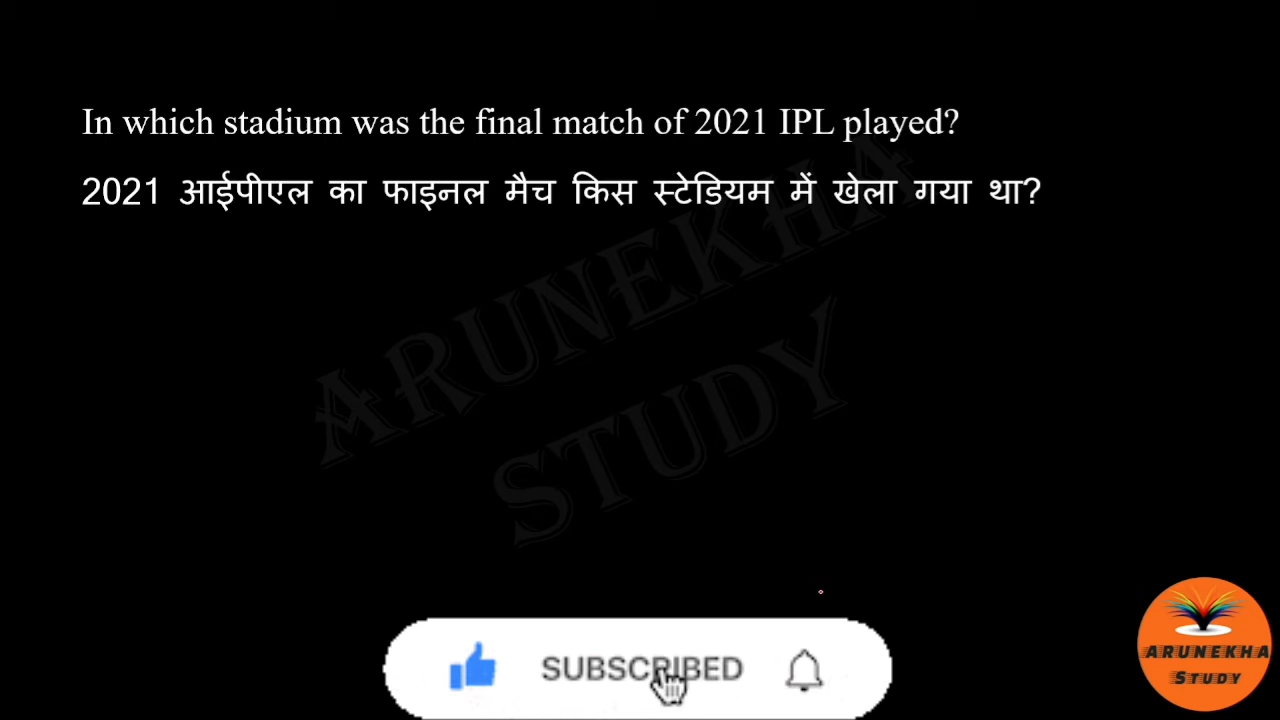 In which stadium was the final match of 2021 IPL played?
2021 आईपीएल का फाइनल मैच किस स्टेडियम में खेला गया था?
ARUNEKHA
STUDY
SUBSCRIBED
ARUNEKHA
STUDY